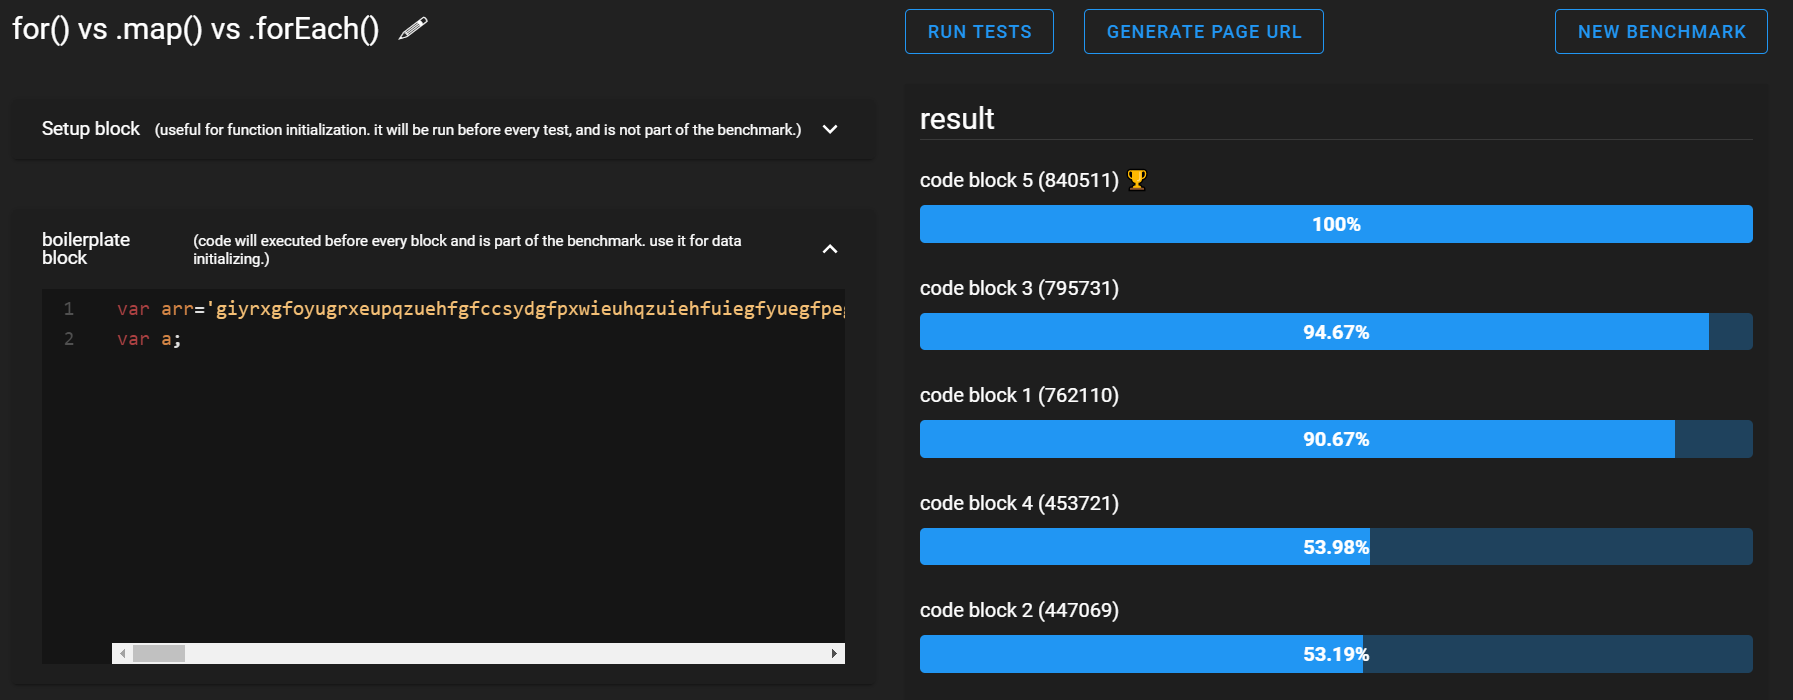 for() vs .map() vs .forEach()
RUN TESTS
GENERATE PAGE URL
NEW BENCHMARK
Setup block (useful for function initialization. it will be run before every test, and is not part of the benchmark.)
boilerplate block
(code will executed before every block and is part of the benchmark. use it for data
initializing.)
1 var arr='giyrxgfoyugrxeupqzuehfgfccsydgfpxwieuhqzuiehfuiegfyuegfpeg
2 var a;
result
code block 5 (840511)
100%
code block 3 (795731)
94.67%
code block 1 (762110)
90.67%
code block 4 (453721)
53.98%
code block 2 (447069)
53.19%